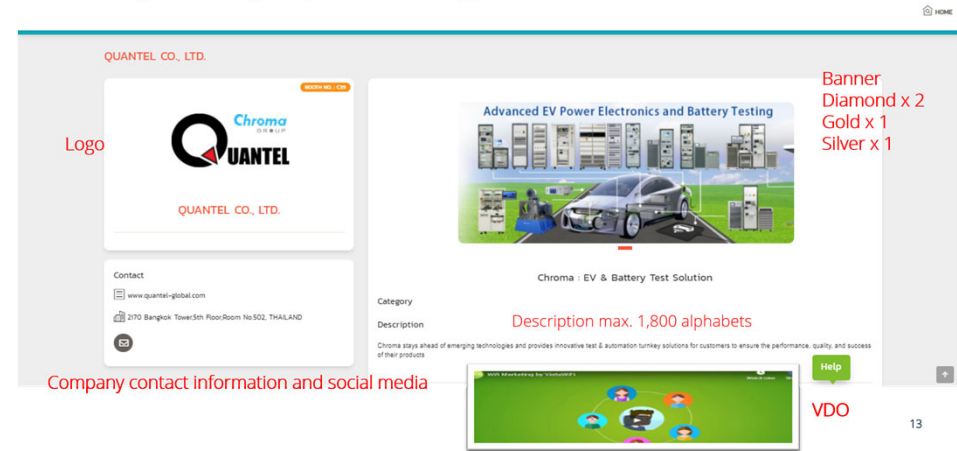 HOME
QUANTEL CO., LTD.
BOOTH NO. : C39
Chroma
GROUP
QUANTEL
Logo
QUANTEL CO., LTD.
Advanced EV Power Electronics and Battery Testing
Banner
Diamond x 2
Gold x 1
Silver x 1
Chroma : EV & Battery Test Solution
Contact
www.quantel-global.com
2170 Bangkok Tower,5th Floor,Room No.502, THAILAND
Category
Description
Description max. 1,800 alphabets
Chroma stays ahead of emerging technologies and provides innovative test & automation turnkey solutions for customers to ensure the performance, quality, and success
of their products
Help
Company contact information and social media
Wifi Marketing by
VDO
13